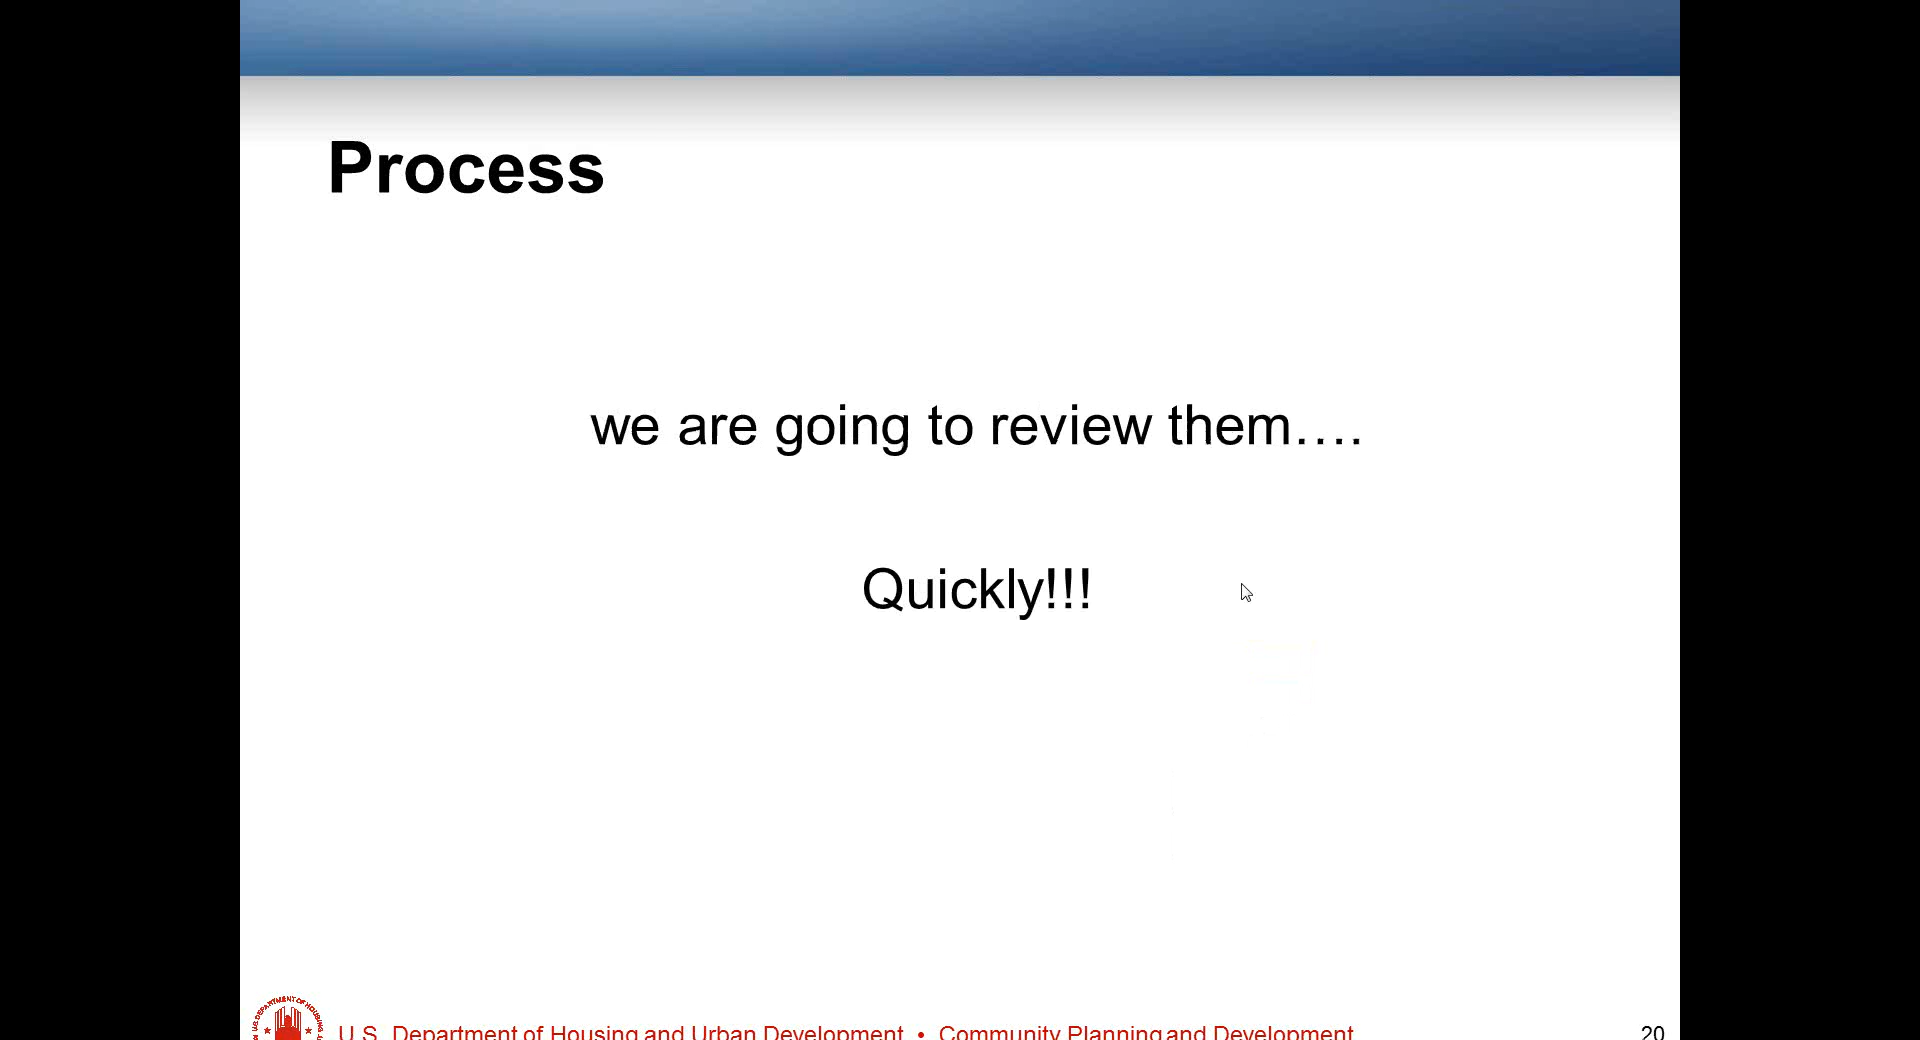 Process
we are going to review them....
Quickly!!!
U.S. Department of Housing and Urban Development • Community Planning and Development
20